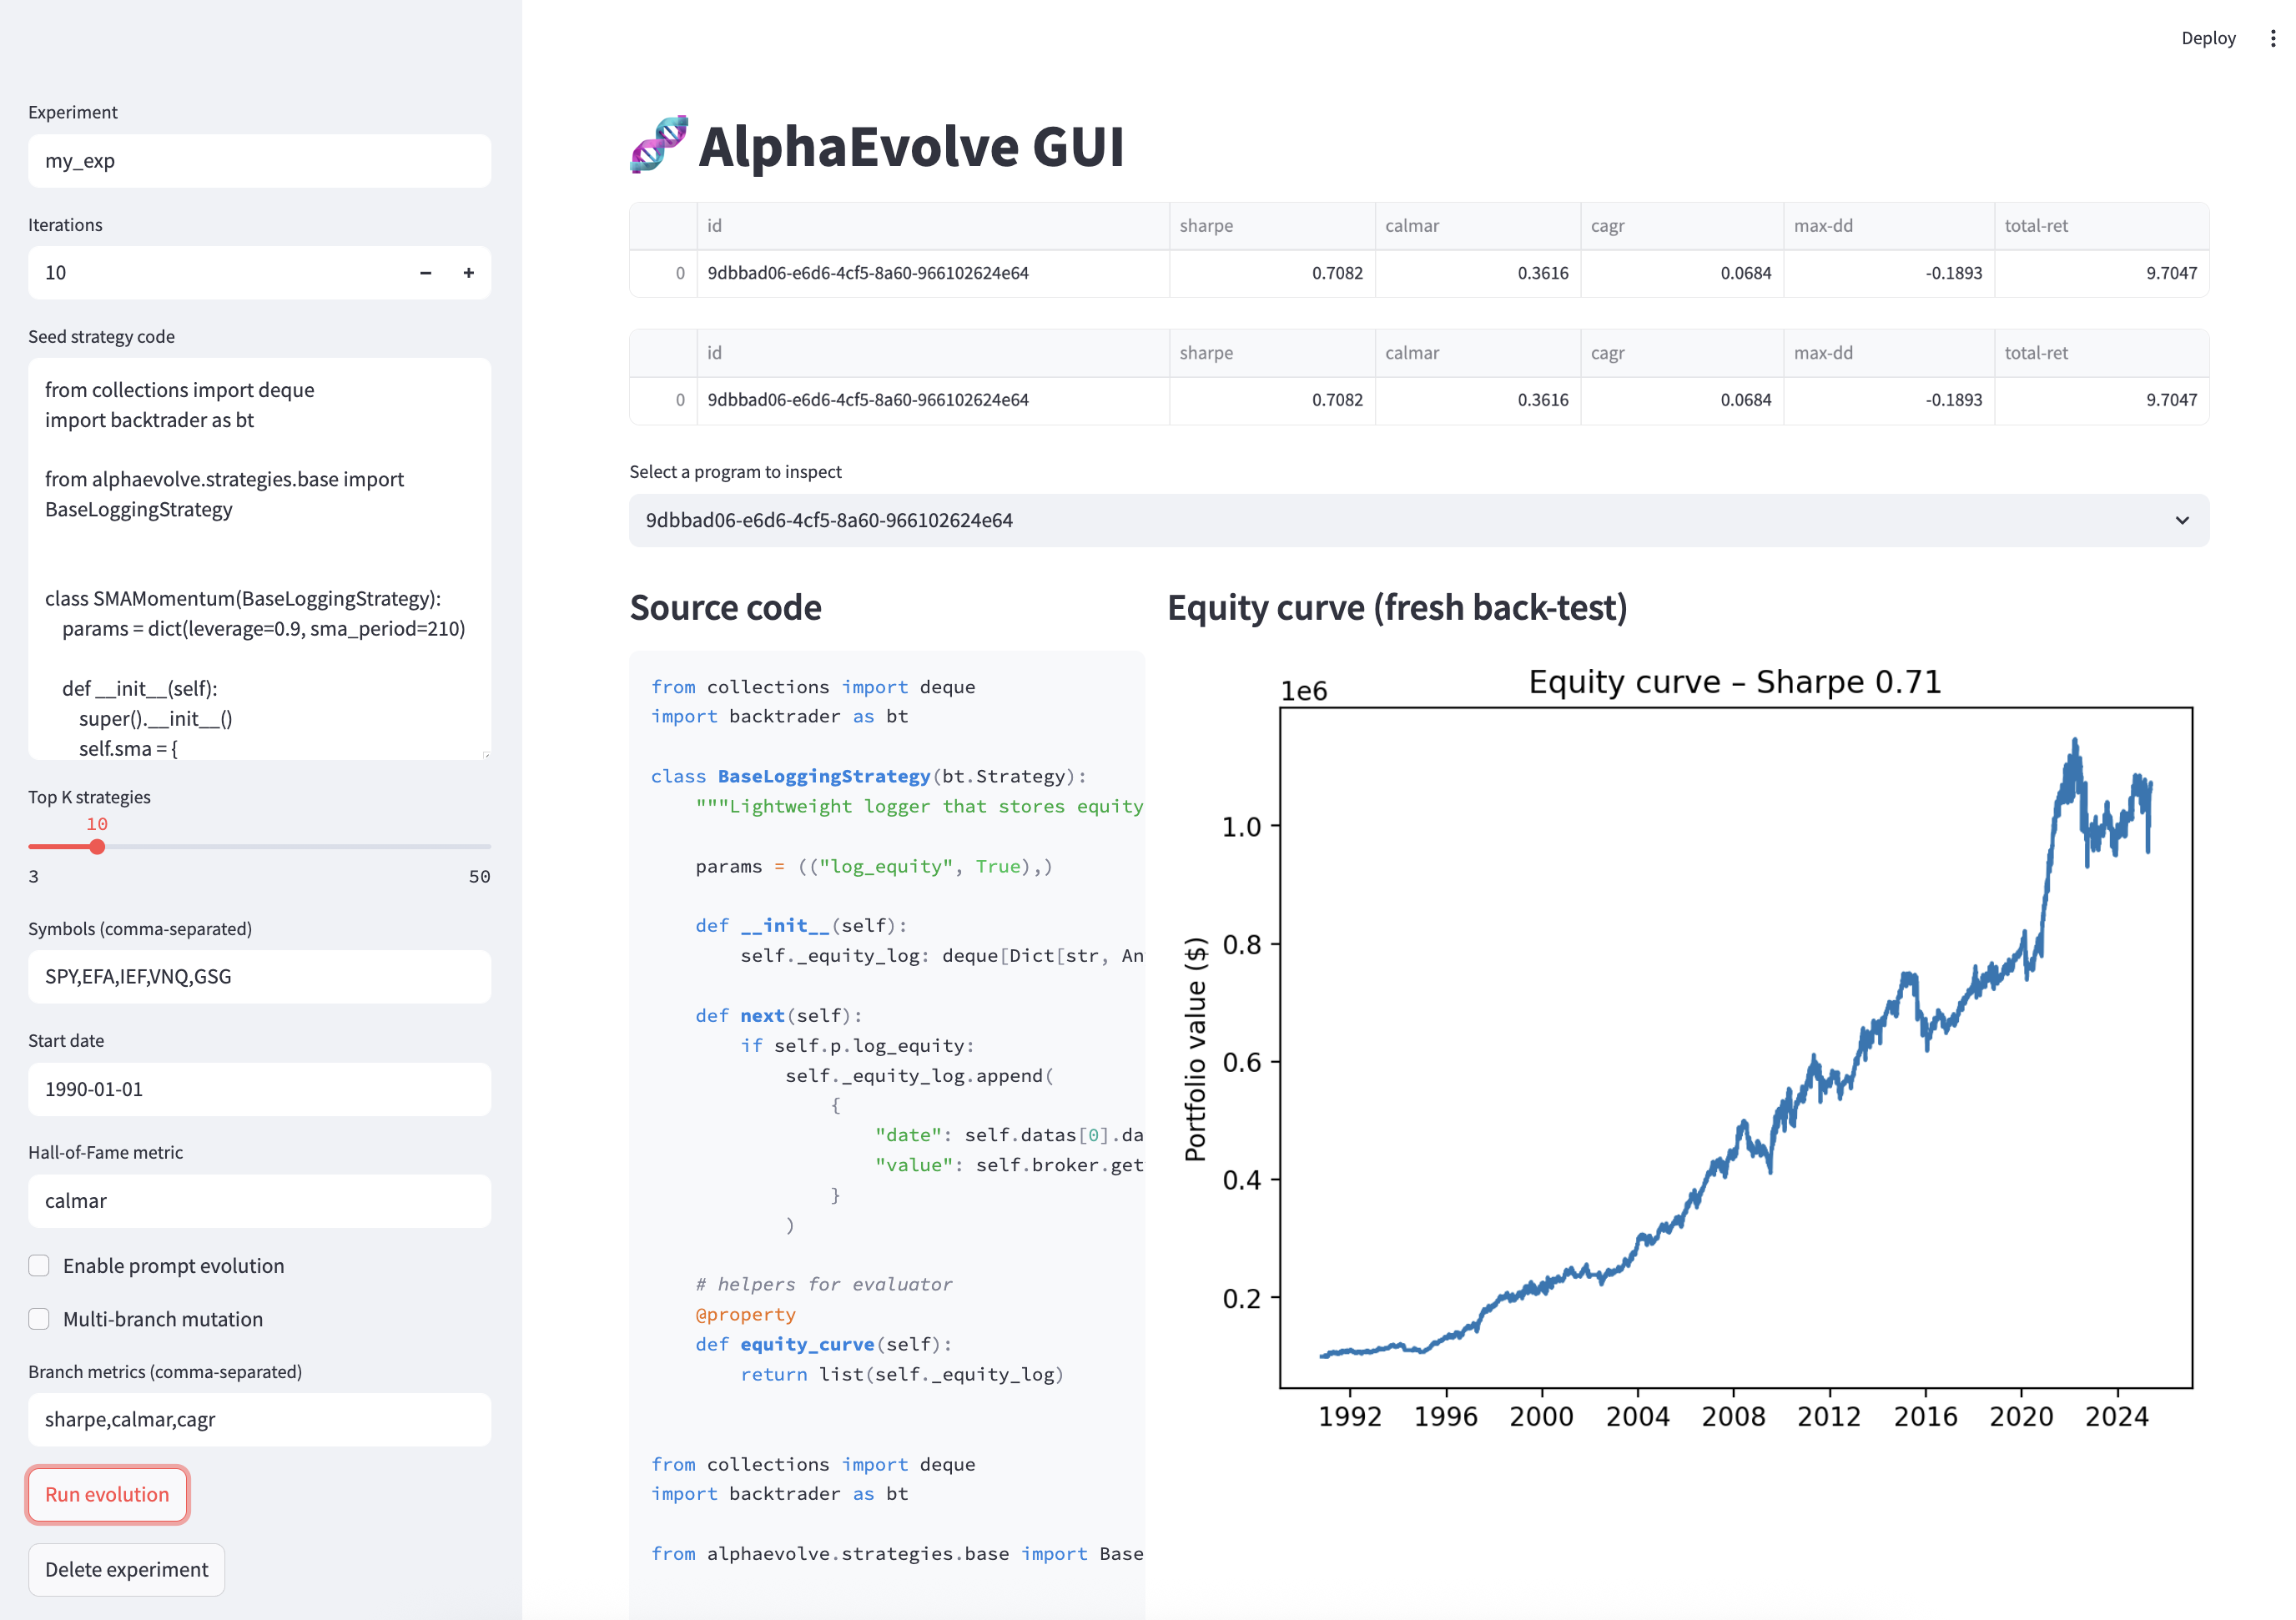 Deploy
Experiment
my_exp
Iterations
10
Seed strategy code
from collections import deque
import backtrader as bt
from alphaevolve.strategies.base import
BaseLoggingStrategy
class SMAMomentum(BaseLoggingStrategy):
params = dict(leverage=0.9, sma_period=210)
def __init__(self):
super().__init__()
self.sma = {
Top K strategies
10
3 50
Symbols (comma-separated)
SPY,EFA,IEF,VNQ,GSG
Start date
1990-01-01
Hall-of-Fame metric
calmar
Enable prompt evolution
Multi-branch mutation
Branch metrics (comma-separated)
sharpe,calmar,cagr
Run evolution
Delete experiment
AlphaEvolve GUI
id sharpe calmar cagr max-dd total-ret
0 9dbbad06-e6d6-4cf5-8a60-966102624e64 0.7082 0.3616 0.0684 -0.1893 9.7047
id sharpe calmar cagr max-dd total-ret
0 9dbbad06-e6d6-4cf5-8a60-966102624e64 0.7082 0.3616 0.0684 -0.1893 9.7047
Select a program to inspect
9dbbad06-e6d6-4cf5-8a60-966102624e64
Source code
from collections import deque
import backtrader as bt
class BaseLoggingStrategy(bt.Strategy):
"""Lightweight logger that stores equity
params = (("log_equity", True),)
def __init__(self):
self._equity_log: deque[Dict[str, An
def next(self):
if self.p.log_equity:
self._equity_log.append(
{
"date": self.datas[0].da
"value": self.broker.get
}
)
# helpers for evaluator
@property
def equity_curve(self):
return list(self._equity_log)
from collections import deque
import backtrader as bt
from alphaevolve.strategies.base import Base
Equity curve (fresh back-test)
Equity curve – Sharpe 0.71
1e6
Portfolio value ($)
1.0
0.8
0.6
0.4
0.2
1992 1996 2000 2004 2008 2012 2016 2020 2024